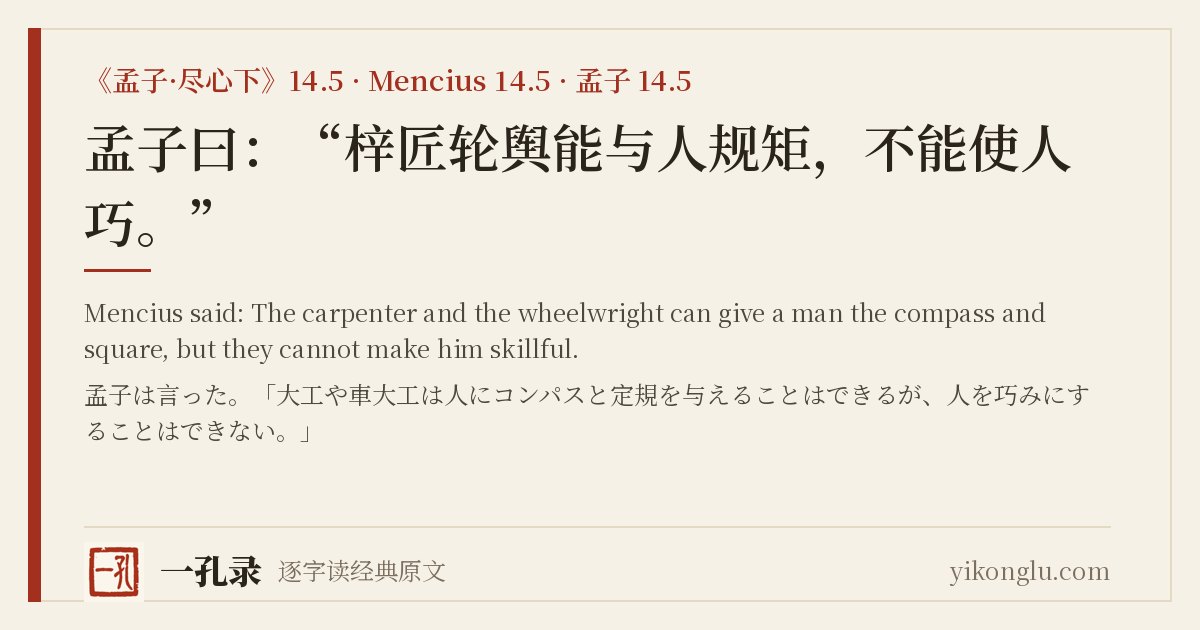 《孟子·尽心下》14.5 · Mencius 14.5 · 孟子 14.5
孟子曰：“梓匠轮舆能与人规矩，不能使人
巧。”
Mencius said: The carpenter and the wheelwright can give a man the compass and
square, but they cannot make him skillful.
孟子は言った。「大工や車大工は人にコンパスと定規を与えることはできるが、人を巧みにす
ることはできない。」
一孔
一孔录 逐字读经典原文 yikonglu.com